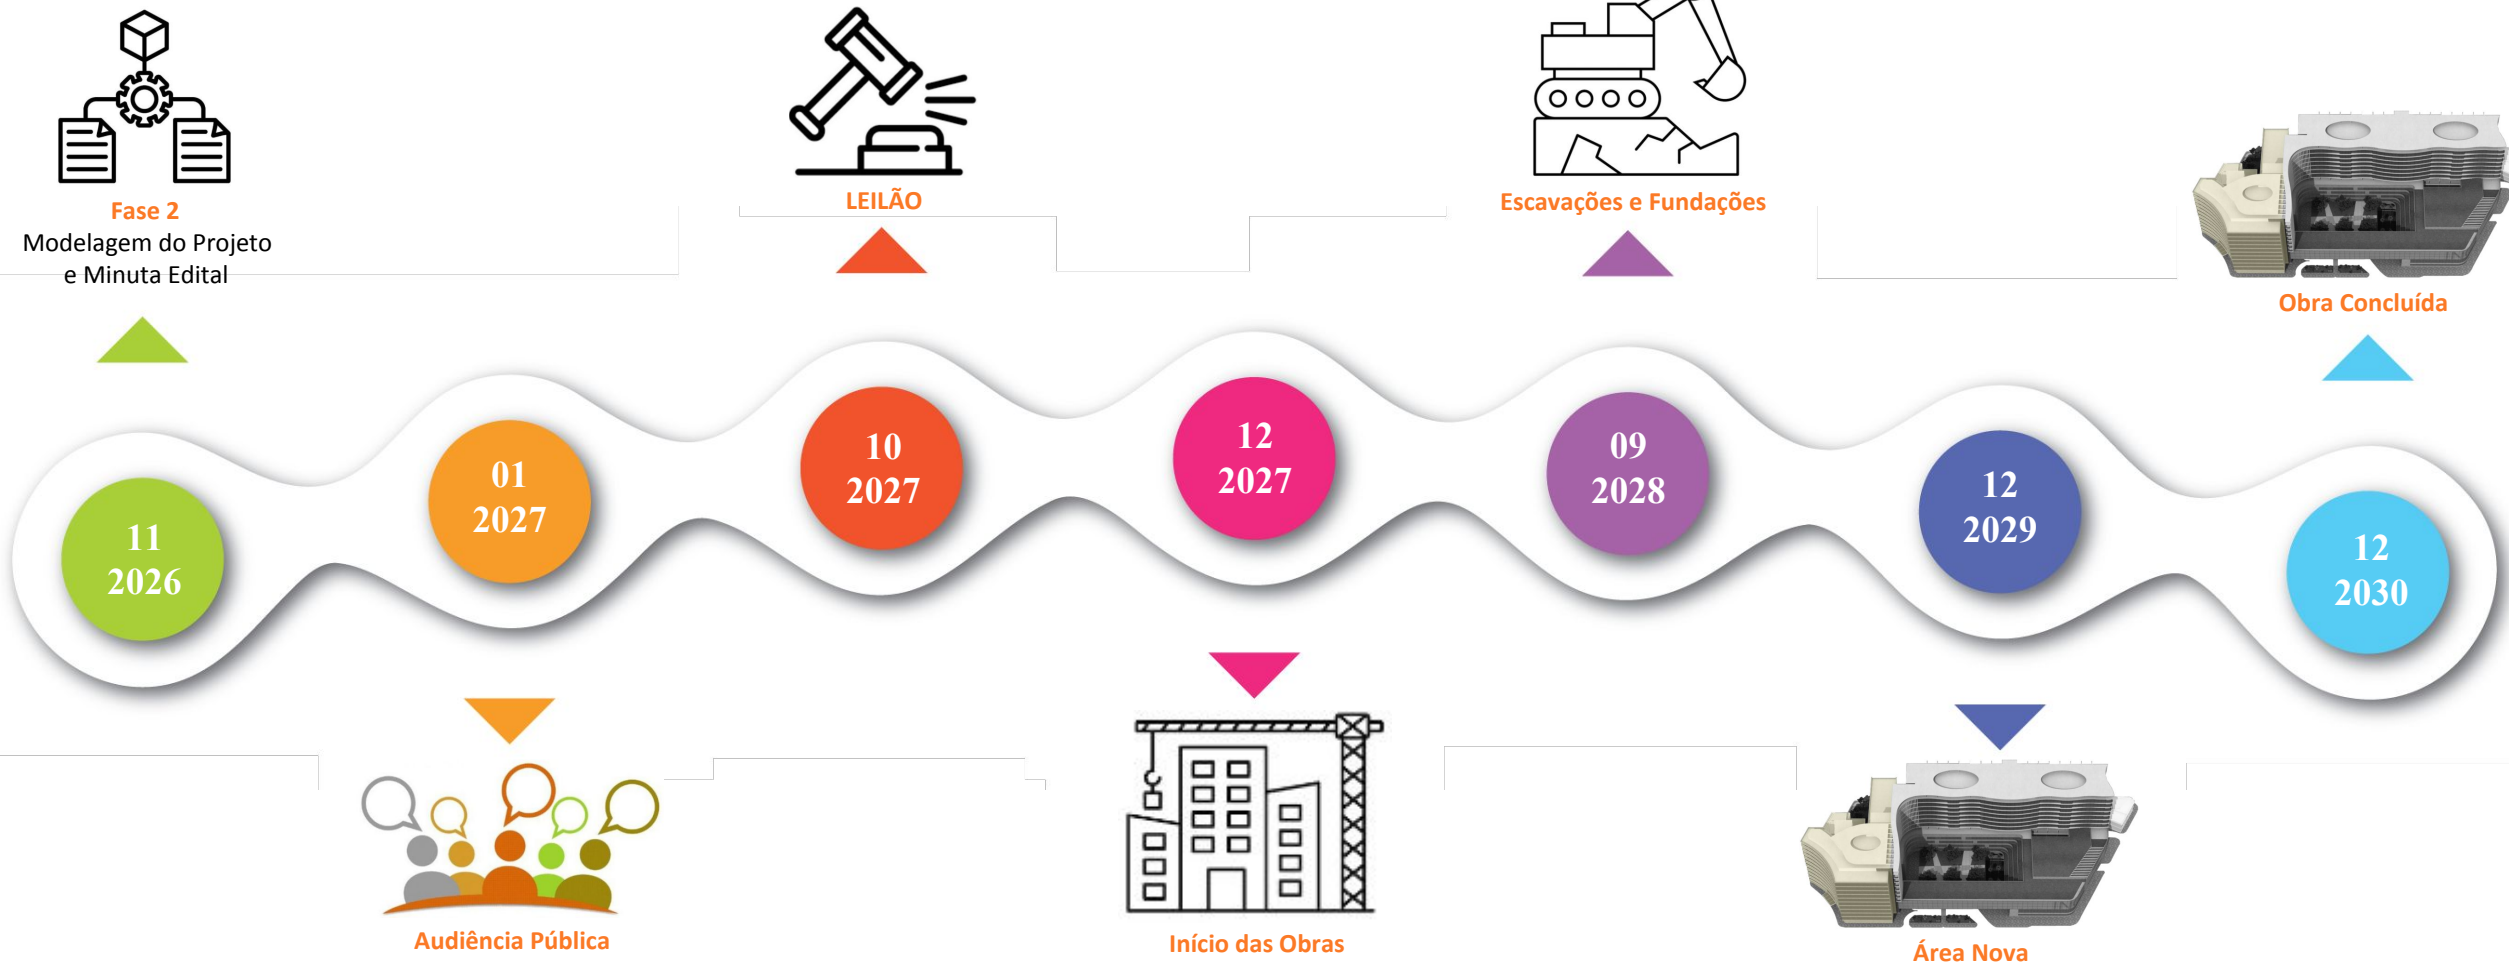 Fase 2
Modelagem do Projeto
e Minuta Edital
LEILÃO
Escavações e Fundações
Obra Concluída
11
2026
01
2027
10
2027
12
2027
09
2028
12
2029
12
2030
Audiência Pública
Início das Obras
Área Nova